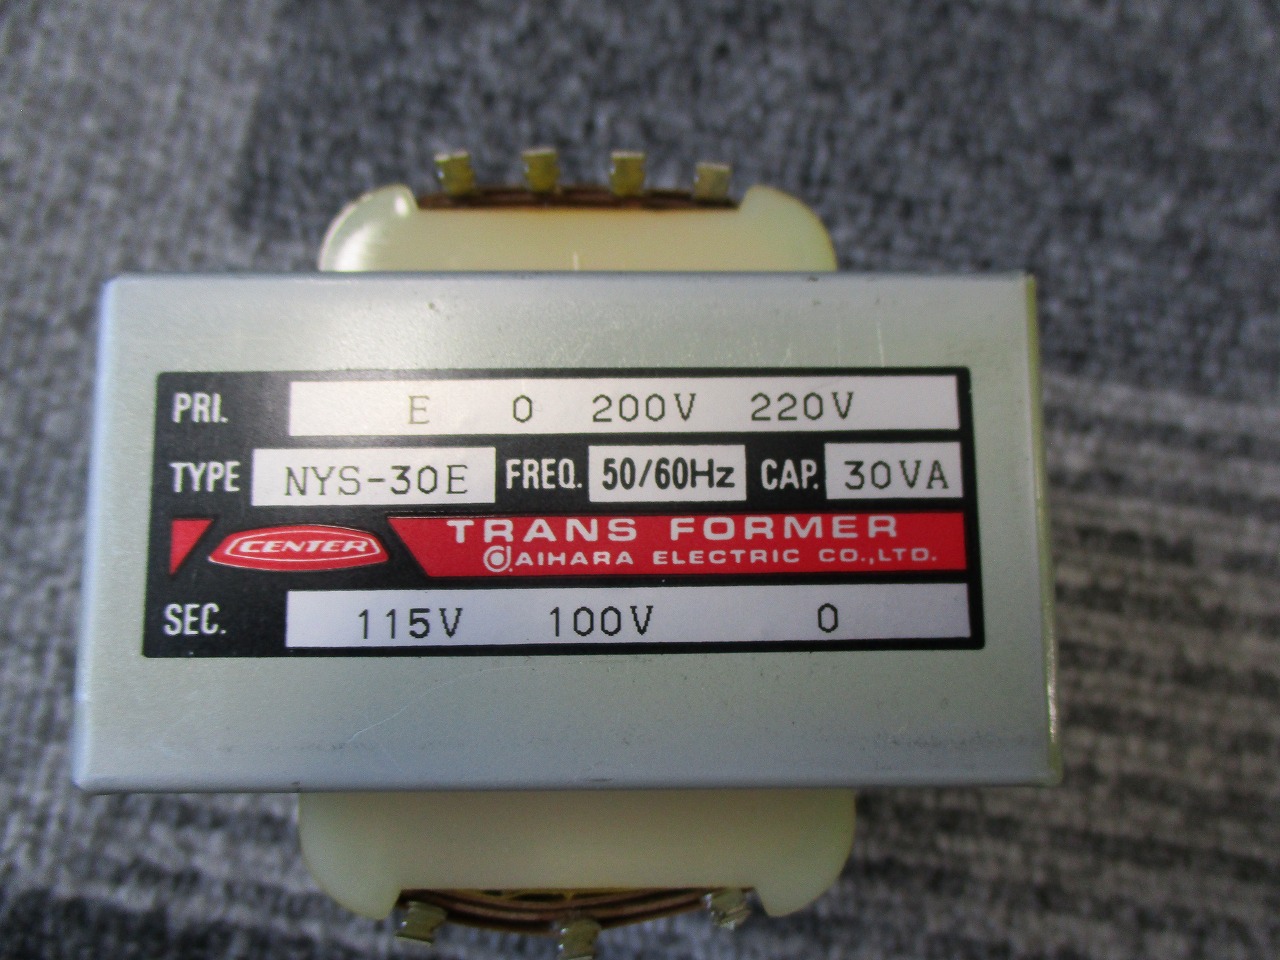 PRI. E 0 200V 220V
TYPE NYS-30E FREQ. 50/60Hz CAP. 30VA
CENTER TRANS FORMER
AIHARA ELECTRIC CO.,LTD.
SEC. 115V 100V 0